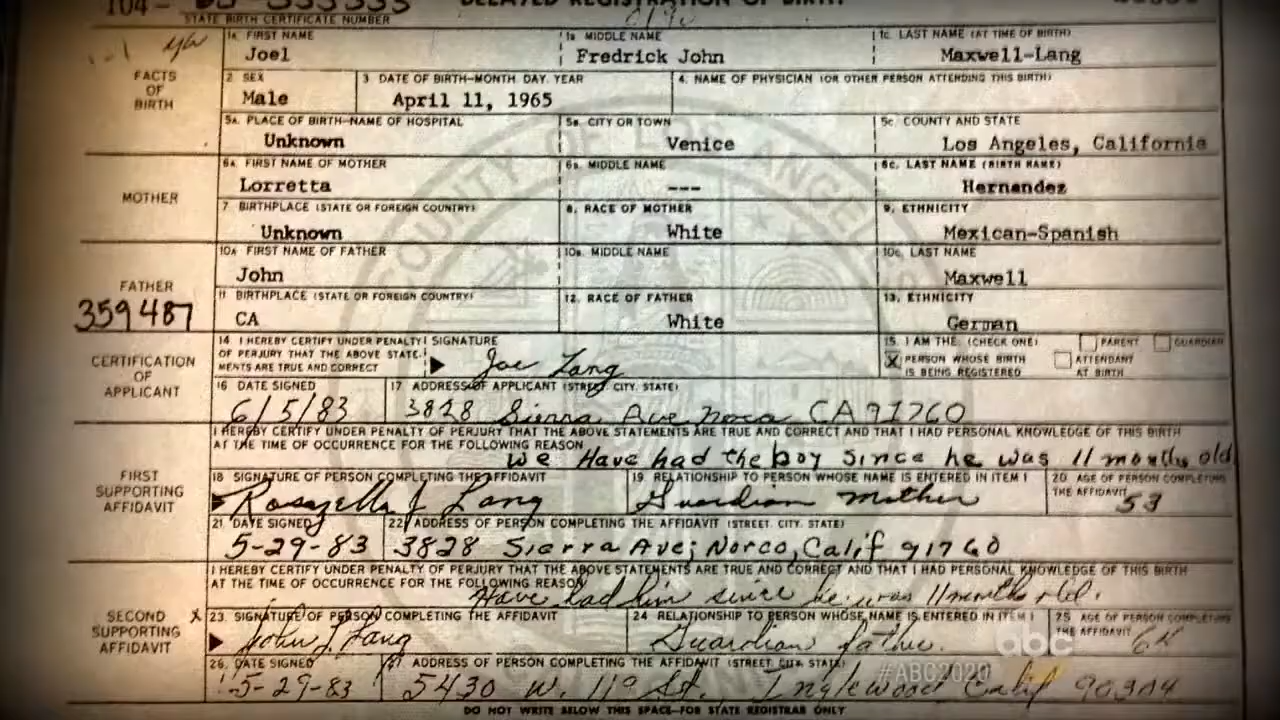 104-
DELAYED REGISTRATION OF BIRTH
STATE BIRTH CERTIFICATE NUMBER
1A. FIRST NAME 1B. MIDDLE NAME 1C. LAST NAME (AT TIME OF BIRTH)
Joel Fredrick John Maxwell-Lang
FACTS OF BIRTH
2. SEX 3. DATE OF BIRTH-MONTH. DAY. YEAR 4. NAME OF PHYSICIAN (OR OTHER PERSON ATTENDING THIS BIRTH)
Male April 11, 1965
5A. PLACE OF BIRTH-NAME OF HOSPITAL 5B. CITY OR TOWN 5C. COUNTY AND STATE
Unknown Venice Los Angeles, California
6A. FIRST NAME OF MOTHER 6B. MIDDLE NAME 6C. LAST NAME (BIRTH NAME)
Lorretta --- Hernandez
MOTHER
7. BIRTHPLACE (STATE OR FOREIGN COUNTRY) 8. RACE OF MOTHER 9. ETHNICITY
Unknown White Mexican-Spanish
10A. FIRST NAME OF FATHER 10B. MIDDLE NAME 10C. LAST NAME
John Maxwell
FATHER
359487
11. BIRTHPLACE (STATE OR FOREIGN COUNTRY) 12. RACE OF FATHER 13. ETHNICITY
CA White German
CERTIFICATION OF APPLICANT
14. I HEREBY CERTIFY UNDER PENALTY SIGNATURE 15. I AM THE: (CHECK ONE) PARENT GUARDIAN
OF PERJURY THAT THE ABOVE STATE- Joe Lang X PERSON WHOSE BIRTH ATTENDANT
MENTS ARE TRUE AND CORRECT IS BEING REGISTERED AT BIRTH
16. DATE SIGNED 17. ADDRESS OF APPLICANT (STREET, CITY, STATE)
6/5/83 3828 Sierra Ave Norco CA 91760
FIRST SUPPORTING AFFIDAVIT
I HEREBY CERTIFY UNDER PENALTY OF PERJURY THAT THE ABOVE STATEMENTS ARE TRUE AND CORRECT AND THAT I HAD PERSONAL KNOWLEDGE OF THIS BIRTH
AT THE TIME OF OCCURRENCE FOR THE FOLLOWING REASON
we Have had the boy since he was 11 months old
18. SIGNATURE OF PERSON COMPLETING THE AFFIDAVIT 19. RELATIONSHIP TO PERSON WHOSE NAME IS ENTERED IN ITEM 1 20. AGE OF PERSON COMPLETING THE AFFIDAVIT
J. Lang Guardian mother 53
21. DATE SIGNED 22. ADDRESS OF PERSON COMPLETING THE AFFIDAVIT (STREET, CITY, STATE)
5-29-83 3828 Sierra Ave; Norco, Calif 91760
SECOND SUPPORTING AFFIDAVIT
I HEREBY CERTIFY UNDER PENALTY OF PERJURY THAT THE ABOVE STATEMENTS ARE TRUE AND CORRECT AND THAT I HAD PERSONAL KNOWLEDGE OF THIS BIRTH
AT THE TIME OF OCCURRENCE FOR THE FOLLOWING REASON
Have had him since he was 11 months old.
x 23. SIGNATURE OF PERSON COMPLETING THE AFFIDAVIT 24. RELATIONSHIP TO PERSON WHOSE NAME IS ENTERED IN ITEM 1 25. AGE OF PERSON COMPLETING THE AFFIDAVIT
John J. Lang Guardian father.
26. DATE SIGNED 27. ADDRESS OF PERSON COMPLETING THE AFFIDAVIT (STREET, CITY, STATE)
5-29-83 5430 W. 119 St., Inglewood Calif 90304
DO NOT WRITE BELOW THIS SPACE-FOR STATE REGISTRAR ONLY
COUNTY OF LOS ANGELES
abc
#ABC2020